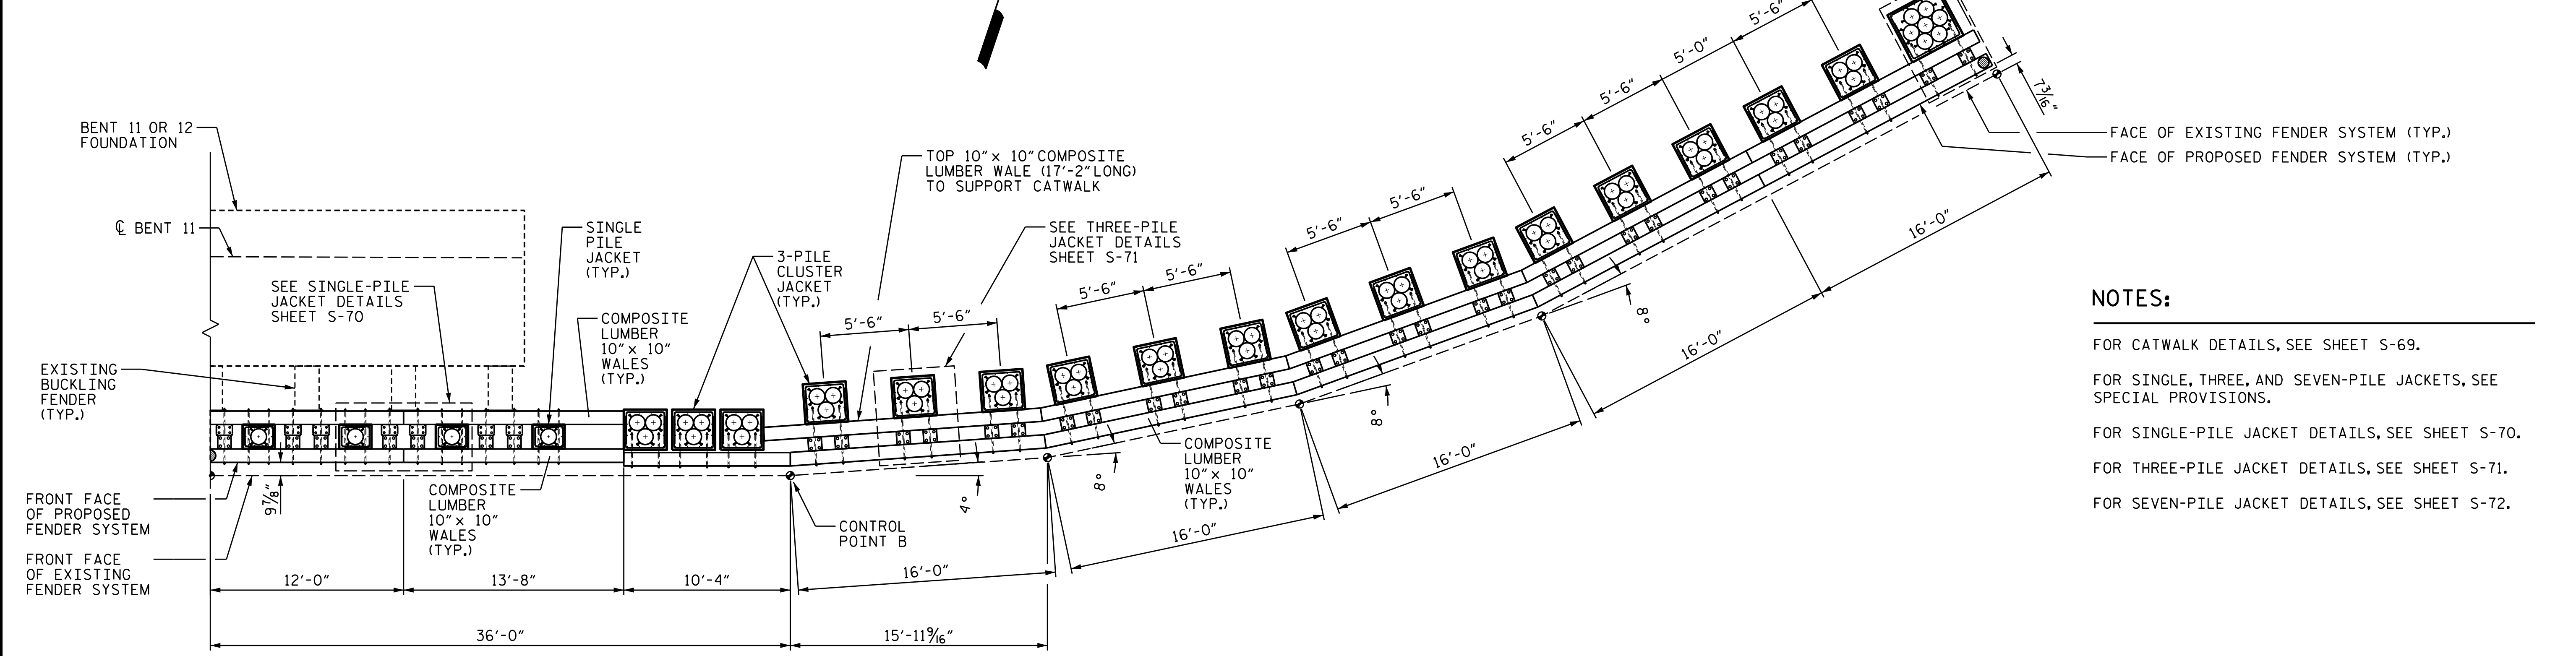 BENT 11 OR 12
FOUNDATION
℄ BENT 11
SEE SINGLE-PILE
JACKET DETAILS
SHEET S-70
EXISTING
BUCKLING
FENDER
(TYP.)
FRONT FACE
OF PROPOSED
FENDER SYSTEM
FRONT FACE
OF EXISTING
FENDER SYSTEM
9⅞"
SINGLE
PILE
JACKET
(TYP.)
COMPOSITE
LUMBER
10" x 10"
WALES
(TYP.)
COMPOSITE
LUMBER
10" x 10"
WALES
(TYP.)
3-PILE
CLUSTER
JACKET
(TYP.)
TOP 10" x 10" COMPOSITE
LUMBER WALE (17'-2" LONG)
TO SUPPORT CATWALK
SEE THREE-PILE
JACKET DETAILS
SHEET S-71
5'-6"
5'-6"
5'-6"
5'-6"
5'-6"
5'-6"
5'-6"
5'-6"
5'-0"
5'-6"
7 3/16"
FACE OF EXISTING FENDER SYSTEM (TYP.)
FACE OF PROPOSED FENDER SYSTEM (TYP.)
4°
8°
8°
8°
COMPOSITE
LUMBER
10" x 10"
WALES
(TYP.)
CONTROL
POINT B
12'-0"
13'-8"
10'-4"
16'-0"
16'-0"
16'-0"
16'-0"
16'-0"
36'-0"
15'-11 9/16"
NOTES:
FOR CATWALK DETAILS, SEE SHEET S-69.
FOR SINGLE, THREE, AND SEVEN-PILE JACKETS, SEE
SPECIAL PROVISIONS.
FOR SINGLE-PILE JACKET DETAILS, SEE SHEET S-70.
FOR THREE-PILE JACKET DETAILS, SEE SHEET S-71.
FOR SEVEN-PILE JACKET DETAILS, SEE SHEET S-72.